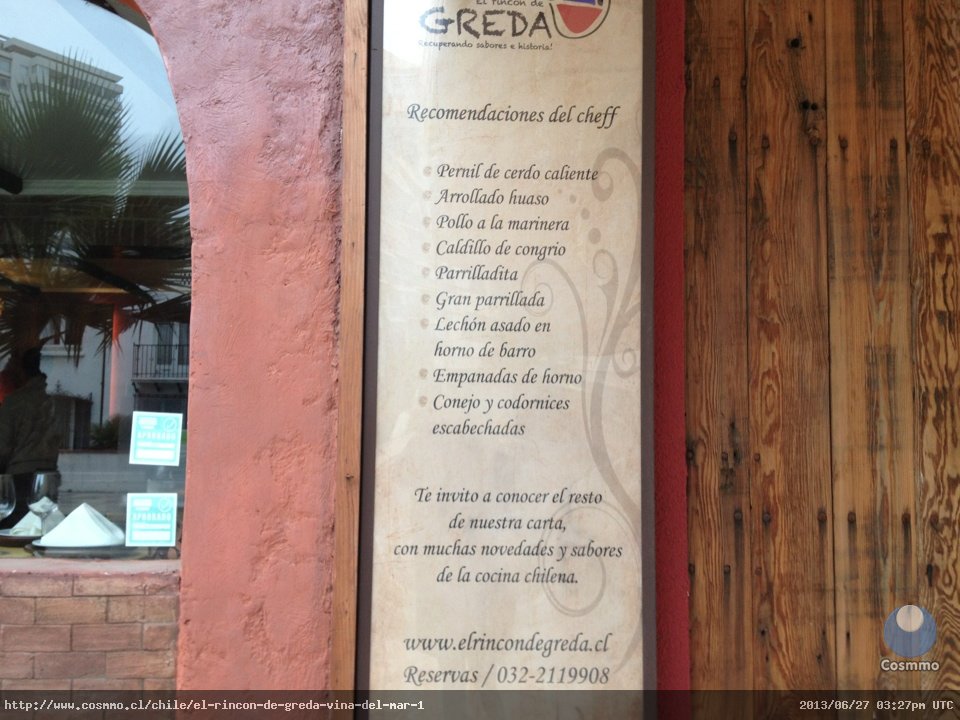 El rincón de
GREDA
Recuperando sabores e historia!
Recomendaciones del cheff
Pernil de cerdo caliente
Arrollado huaso
Pollo a la marinera
Caldillo de congrio
Parrilladita
Gran parrillada
Lechón asado en
horno de barro
Empanadas de horno
Conejo y codornices
escabechadas
Te invito a conocer el resto
de nuestra carta,
con muchas novedades y sabores
de la cocina chilena.
www.elrincondegreda.cl
Reservas / 032-2119908
Cosmmo
http://www.cosmmo.cl/chile/el-rincon-de-greda-vina-del-mar-1
2013/06/27 03:27pm UTC